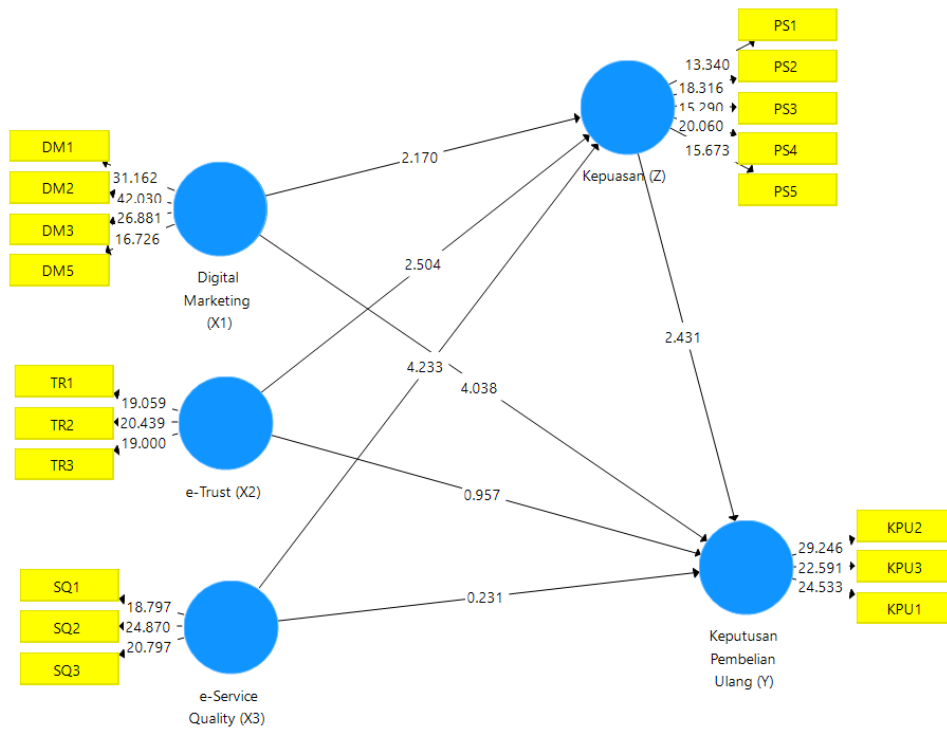 PS1
PS2
PS3
PS4
PS5
13.340
18.316
15.290
20.060
15.673
Kepuasan (Z)
DM1
DM2
DM3
DM5
31.162
42.030
26.881
16.726
Digital
Marketing
(X1)
2.170
2.504
4.233
4.038
2.431
TR1
TR2
TR3
19.059
20.439
19.000
e-Trust (X2)
0.957
0.231
SQ1
SQ2
SQ3
18.797
24.870
20.797
e-Service
Quality (X3)
29.246
22.591
24.533
KPU2
KPU3
KPU1
Keputusan
Pembelian
Ulang (Y)